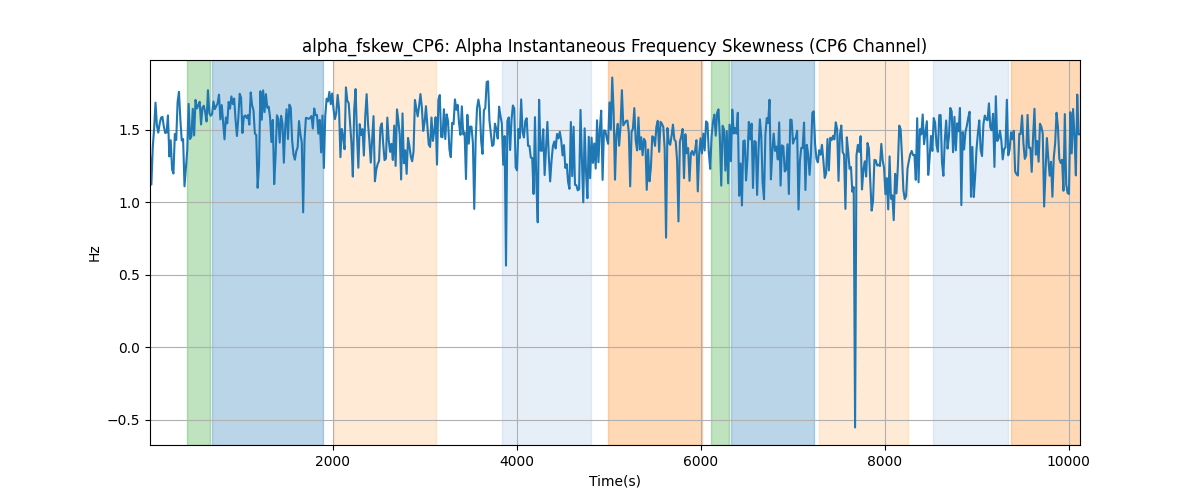 alpha_fskew_CP6: Alpha Instantaneous Frequency Skewness (CP6 Channel)
Hz
1.5
1.0
0.5
0.0
−0.5
2000 4000 6000 8000 10000
Time(s)